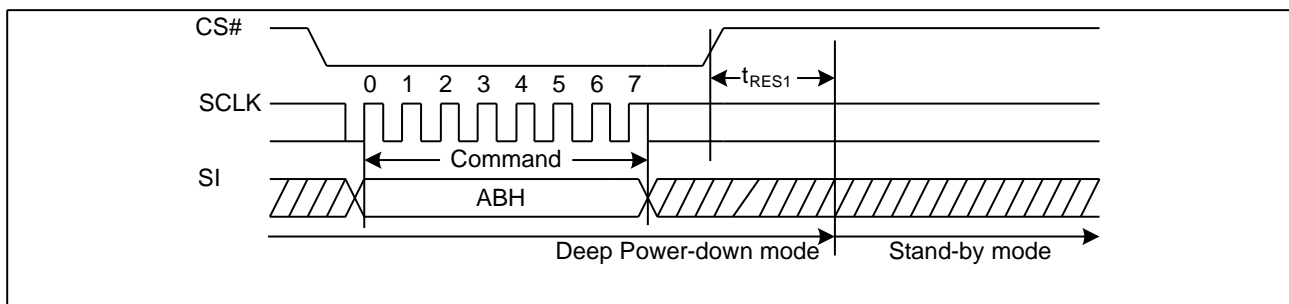 CS#
tRES1
0 1 2 3 4 5 6 7
SCLK
Command
SI
ABH
Deep Power-down mode Stand-by mode